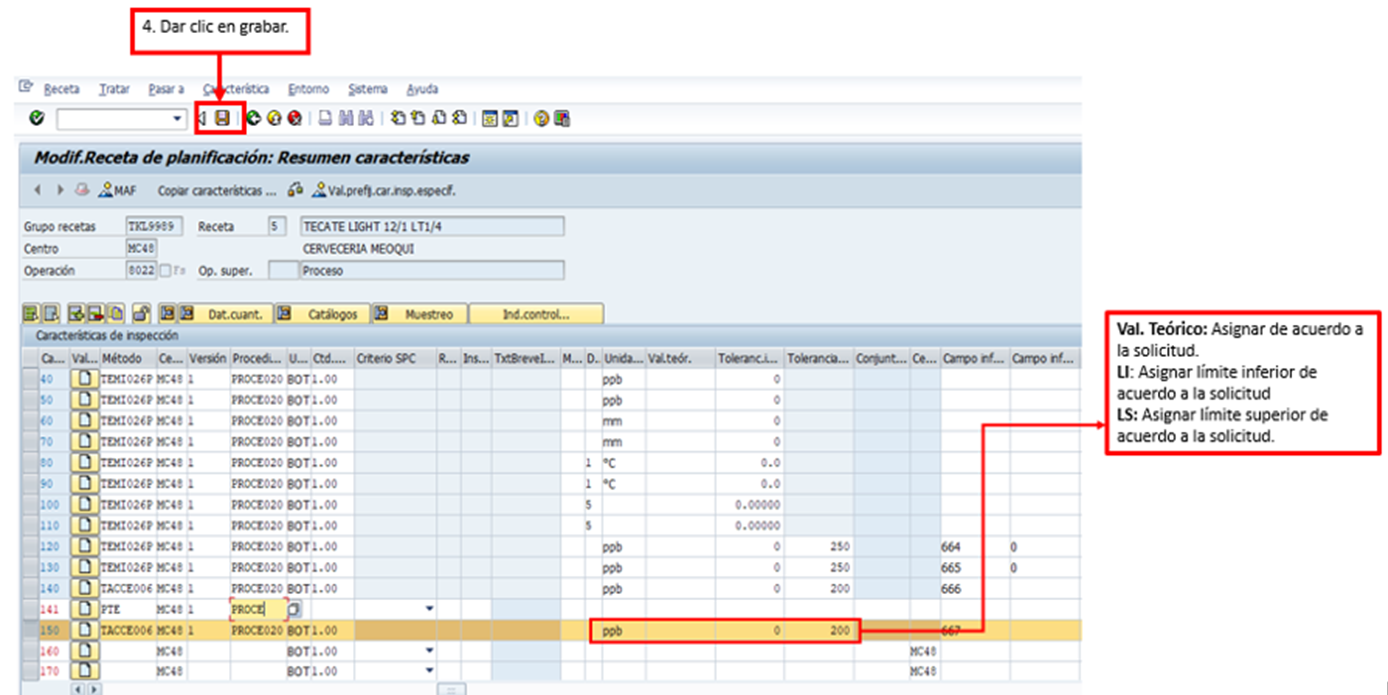 4. Dar clic en grabar.
Receta Tratar Pasar a Característica Entorno Sistema Ayuda
Modif.Receta de planificación: Resumen características
MAF Copiar características ... Val.prefij.car.insp.especif.
Grupo recetas TKL9989 Receta 5 TECATE LIGHT 12/1 LT1/4
Centro MC48 CERVECERIA MEOQUI
Operación 8022 Fs Op. super. Proceso
Dat.cuant. Catálogos Muestreo Ind.control...
Características de inspección
Ca... Val... Método Ce... Versión Procedi... U... Ctd.... Criterio SPC R... Ins... TxtBreveI... M... D. Unida... Val.teór. Toleranc.i... Tolerancia... Conjunt... Ce... Campo inf... Campo inf...
40 TEMI026P MC48 1 PROCE020 BOT 1.00 ppb 0
50 TEMI026P MC48 1 PROCE020 BOT 1.00 ppb 0
60 TEMI026P MC48 1 PROCE020 BOT 1.00 mm 0
70 TEMI026P MC48 1 PROCE020 BOT 1.00 mm 0
80 TEMI026P MC48 1 PROCE020 BOT 1.00 1 °C 0.0
90 TEMI026P MC48 1 PROCE020 BOT 1.00 1 °C 0.0
100 TEMI026P MC48 1 PROCE020 BOT 1.00 5 0.00000
110 TEMI026P MC48 1 PROCE020 BOT 1.00 5 0.00000
120 TEMI026P MC48 1 PROCE020 BOT 1.00 ppb 0 250 664 0
130 TEMI026P MC48 1 PROCE020 BOT 1.00 ppb 0 250 665 0
140 TACCE006 MC48 1 PROCE020 BOT 1.00 ppb 0 200 666
141 PTE MC48 1 PROCE
150 TACCE006 MC48 1 PROCE020 BOT 1.00 ppb 0 200 667
160 MC48 BOT 1.00 MC48
170 MC48 BOT 1.00 MC48
Val. Teórico: Asignar de acuerdo a
la solicitud.
LI: Asignar límite inferior de
acuerdo a la solicitud
LS: Asignar límite superior de
acuerdo a la solicitud.